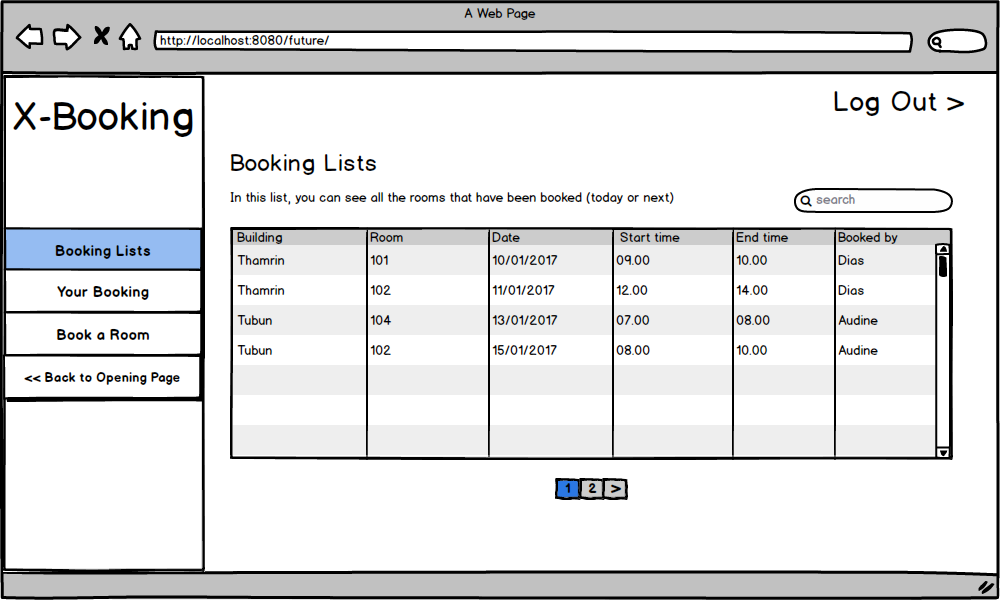 A Web Page
http://localhost:8080/future/
X-Booking
Log Out >
Booking Lists
In this list, you can see all the rooms that have been booked (today or next)
search
Booking Lists
Your Booking
Book a Room
<< Back to Opening Page
Building Room Date Start time End time Booked by
Thamrin 101 10/01/2017 09.00 10.00 Dias
Thamrin 102 11/01/2017 12.00 14.00 Dias
Tubun 104 13/01/2017 07.00 08.00 Audine
Tubun 102 15/01/2017 08.00 10.00 Audine
1 2 >